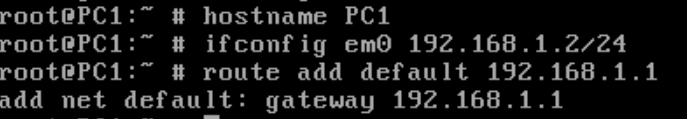 root@PC1:~ # hostname PC1
root@PC1:~ # ifconfig em0 192.168.1.2/24
root@PC1:~ # route add default 192.168.1.1
add net default: gateway 192.168.1.1